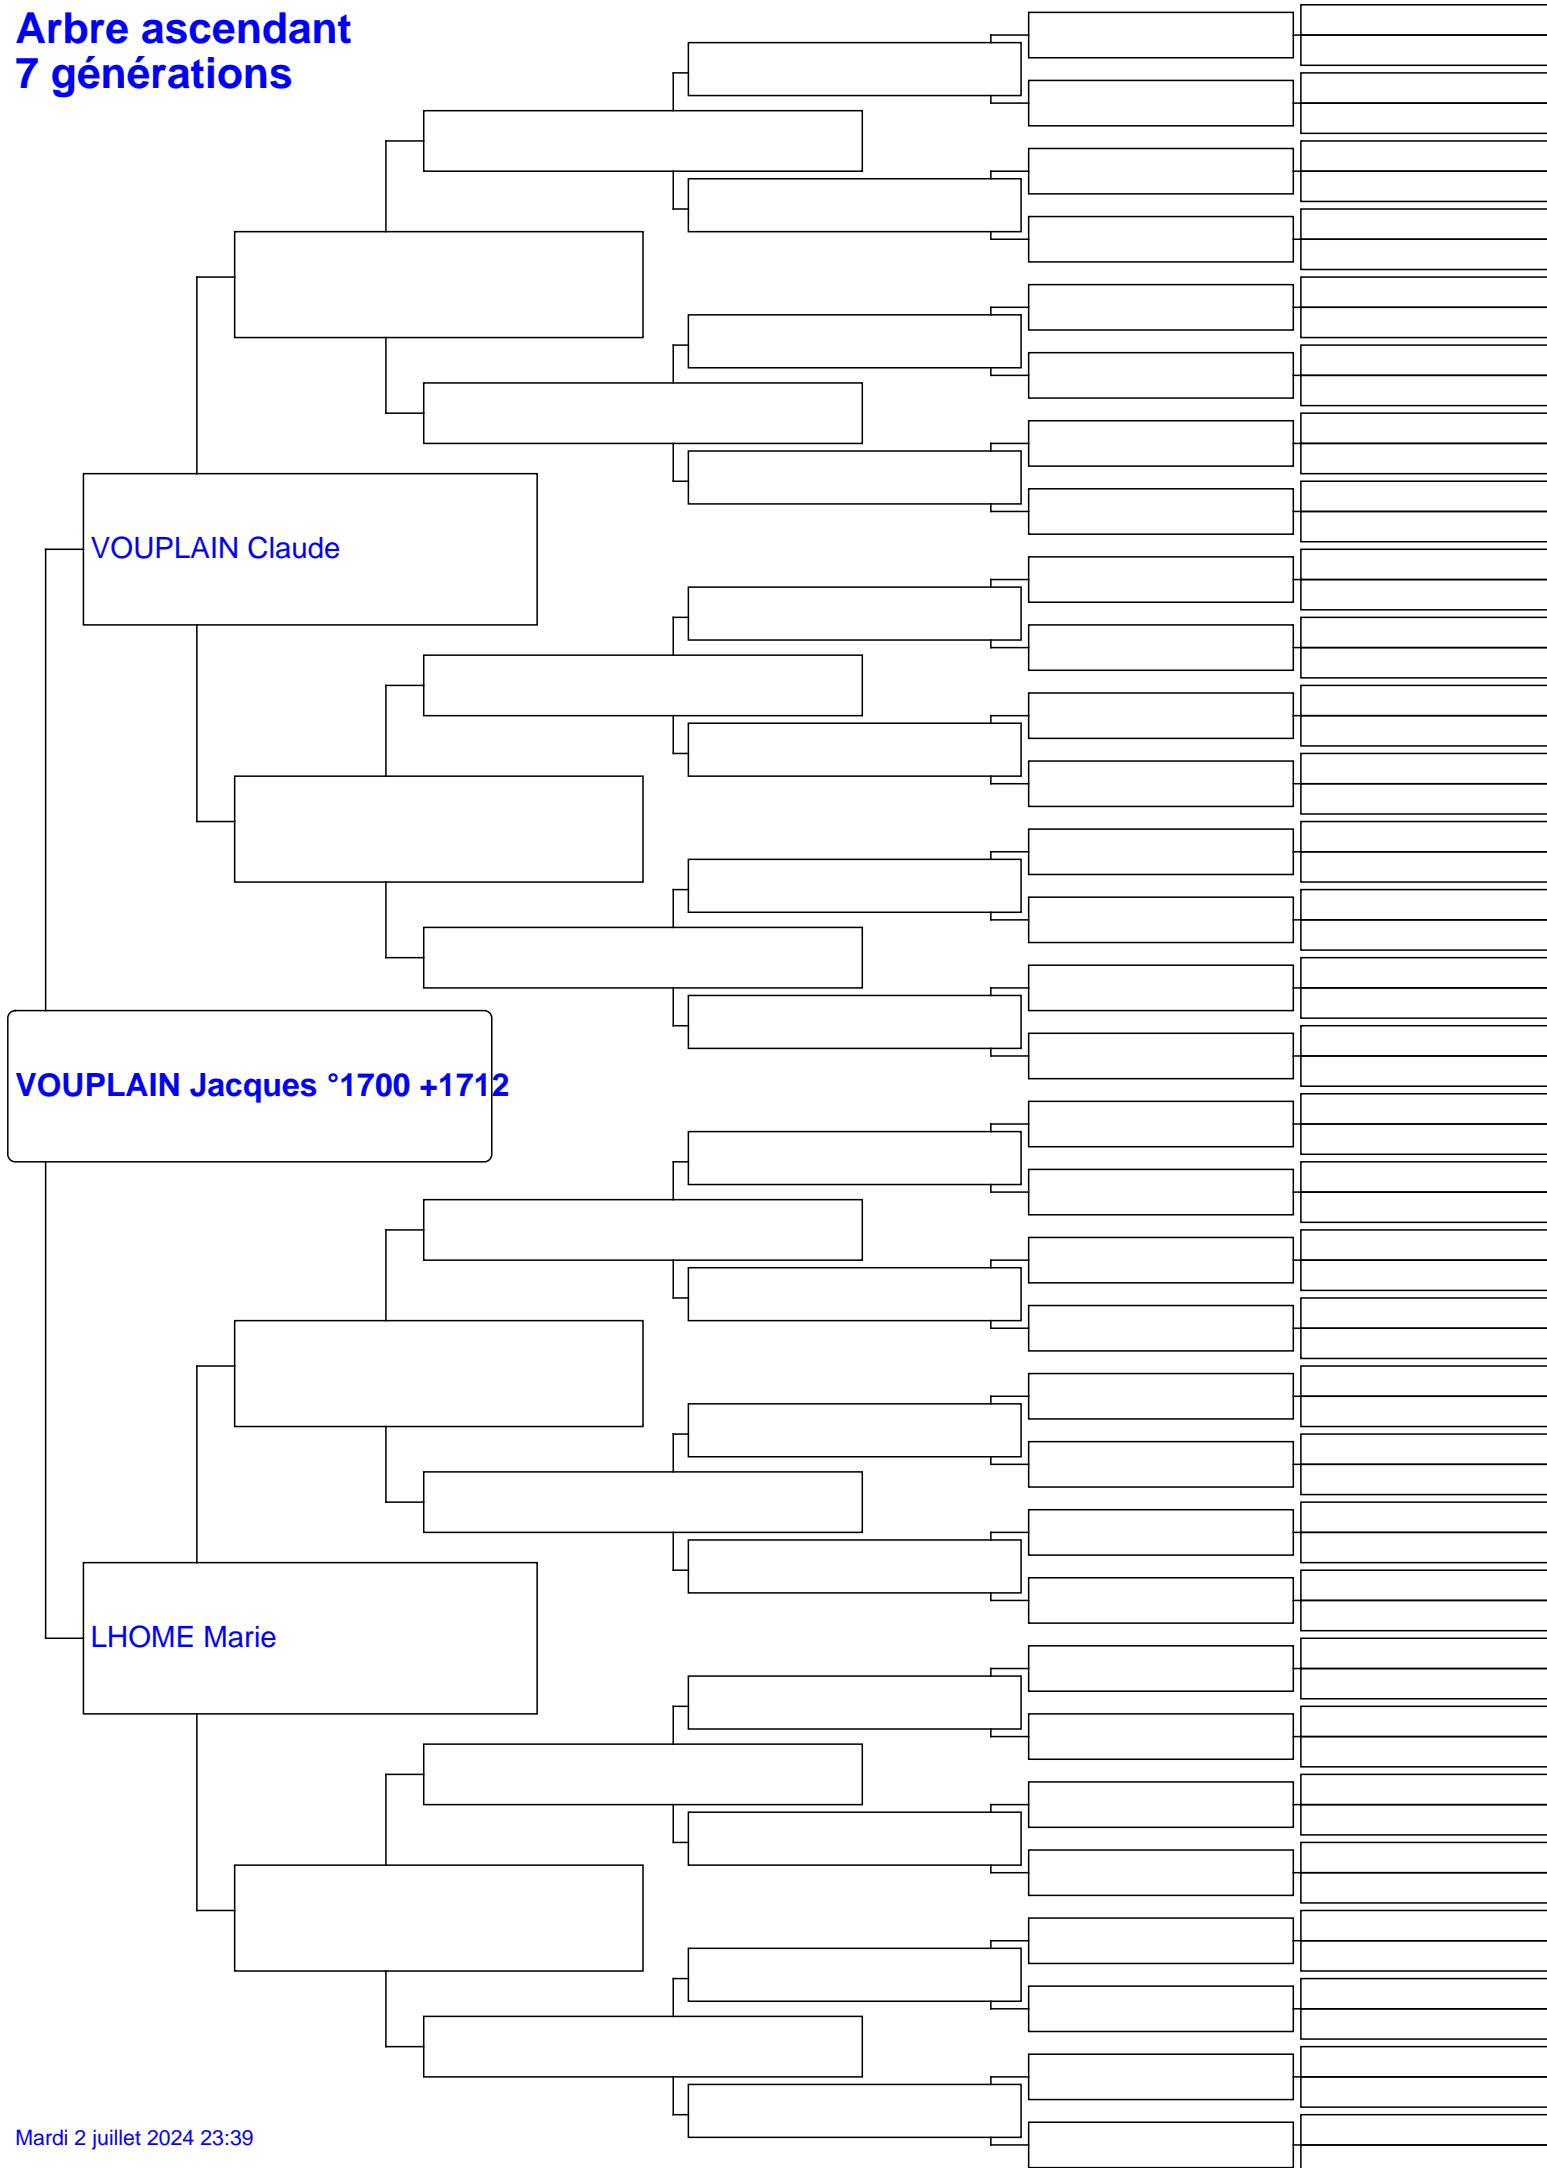 Arbre ascendant
7 générations
VOUPLAIN Claude
VOUPLAIN Jacques °1700 +1712
LHOME Marie
Mardi 2 juillet 2024 23:39